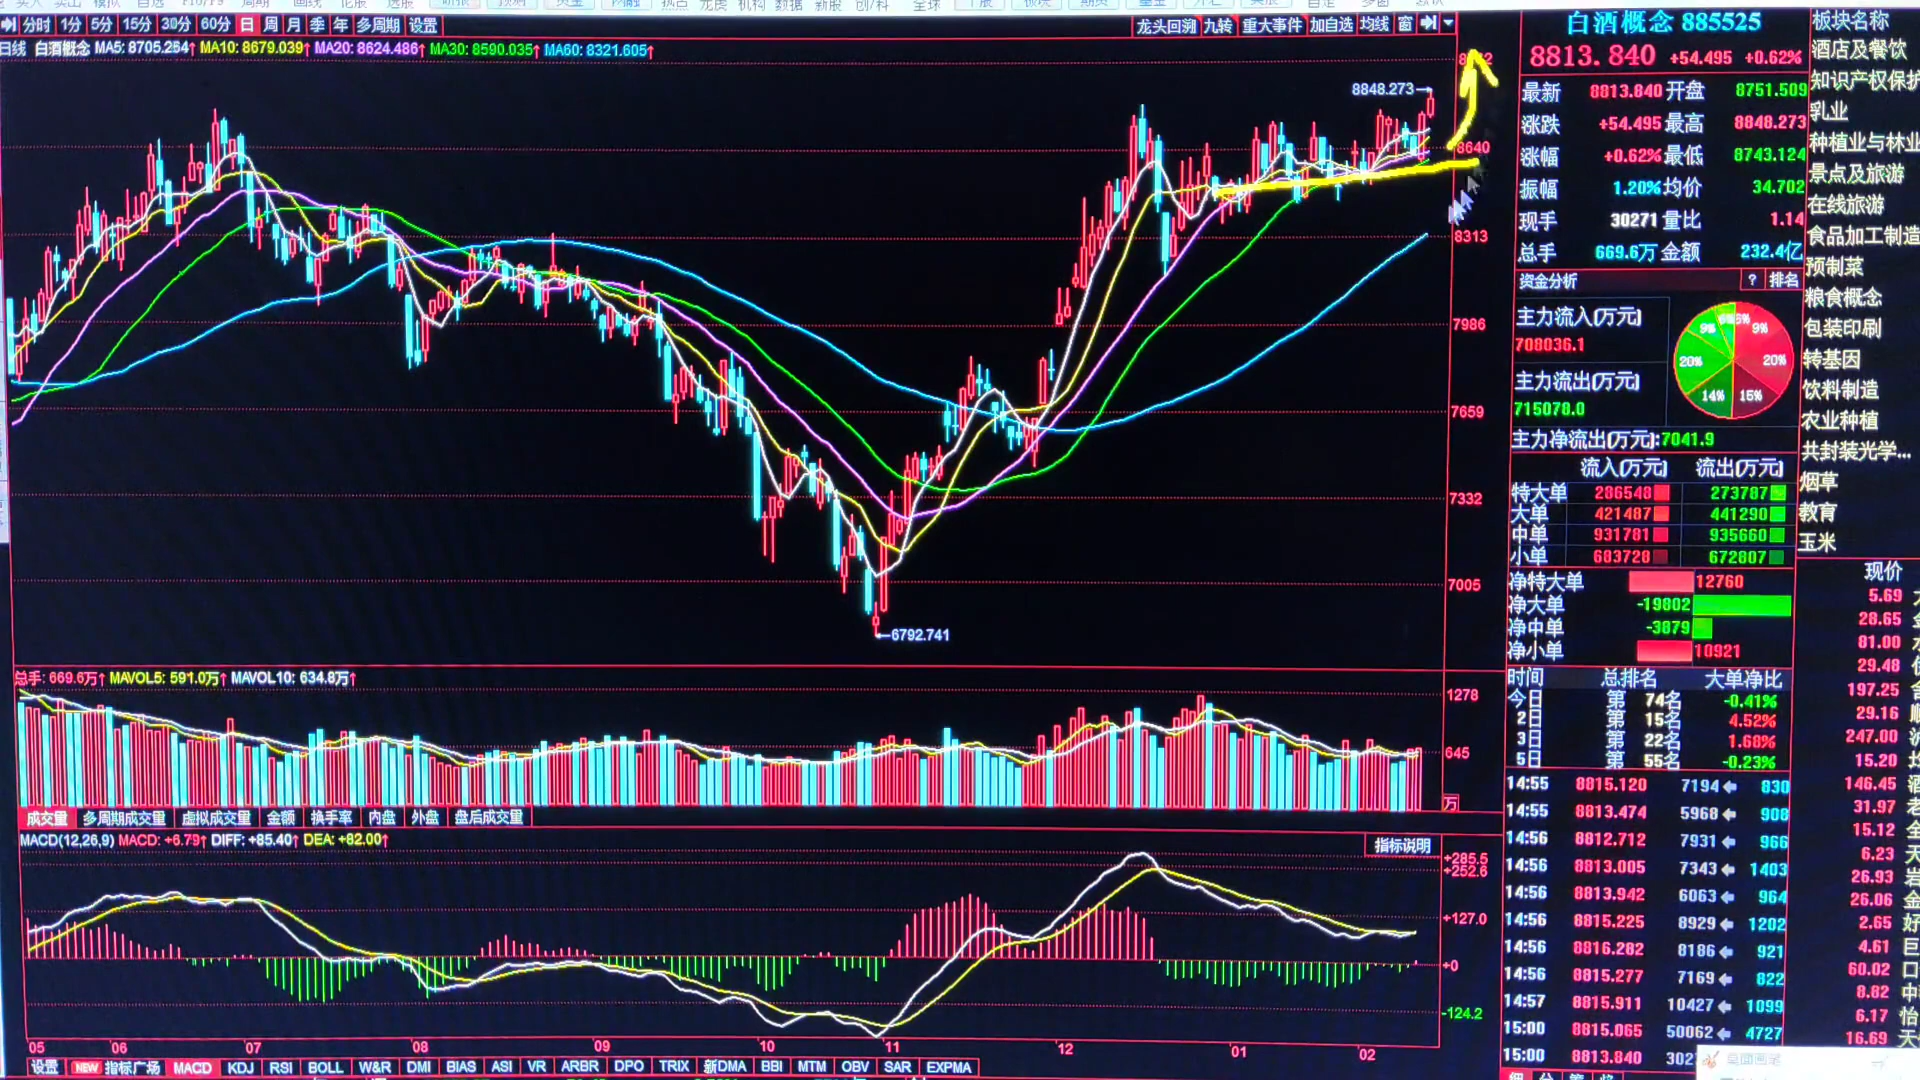 分时 1分 5分 15分 30分 60分 日 周 月 季 年 多周期 设置
龙头回溯 九转 重大事件 加自选 均线 窗
日线 白酒概念 MA5: 8705.254↑ MA10: 8679.039↑ MA20: 8624.486↑ MA30: 8590.035↑ MA60: 8321.605↑
8848.273→
8640
8313
7986
7659
7332
7005
←6792.741
总手: 669.6万↑ MAVOL5: 591.0万↑ MAVOL10: 634.8万↑
1278
645
万
成交量 多周期成交量 虚拟成交量 金额 换手率 内盘 外盘 盘后成交量
MACD(12,26,9) MACD: +6.79↑ DIFF: +85.40↑ DEA: +82.00↑
指标说明
+285.5
+252.6
+127.0
+0
-124.2
05 06 07 08 09 10 11 12 01 02
设置 NEW 指标广场 MACD KDJ RSI BOLL W&R DMI BIAS ASI VR ARBR DPO TRIX 新DMA BBI MTM OBV SAR EXPMA
白酒概念 885525
8813.840 +54.495 +0.62%
最新 8813.840 开盘 8751.509
涨跌 +54.495 最高 8848.273
涨幅 +0.62% 最低 8743.124
振幅 1.20% 均价 34.702
现手 30271 量比 1.14
总手 669.6万 金额 232.4亿
资金分析 ? 排名
主力流入(万元)
708036.1
主力流出(万元)
715078.0
9% 9%
20% 20%
14% 15%
主力净流出(万元):7041.9
流入(万元) 流出(万元)
特大单 286548 273787
大单 421487 441290
中单 931781 935660
小单 683728 672807
净特大单 12760
净大单 -19802
净中单 -3879
净小单 10921
时间 总排名 大单净比
今日 第 74名 -0.41%
2日 第 15名 4.52%
3日 第 22名 1.68%
5日 第 55名 -0.23%
14:55 8815.120 7194 830
14:55 8813.474 5968 908
14:56 8812.712 7931 966
14:56 8813.005 7343 1403
14:56 8813.942 6063 964
14:56 8815.225 8929 1202
14:56 8816.282 8186 921
14:56 8815.277 7169 822
14:57 8815.911 10427 1099
15:00 8815.065 50062 4727
15:00 8813.840
板块名称
酒店及餐饮
知识产权保护
乳业
种植业与林业
景点及旅游
在线旅游
食品加工制造
预制菜
粮食概念
包装印刷
转基因
饮料制造
农业种植
共封装光学...
烟草
教育
玉米
现价
5.69
28.65
81.00
29.48
197.25
29.16
247.00
15.20
146.45
31.97
15.12
6.23
26.93
26.06
2.65
4.61
60.02
8.82
6.17
16.69